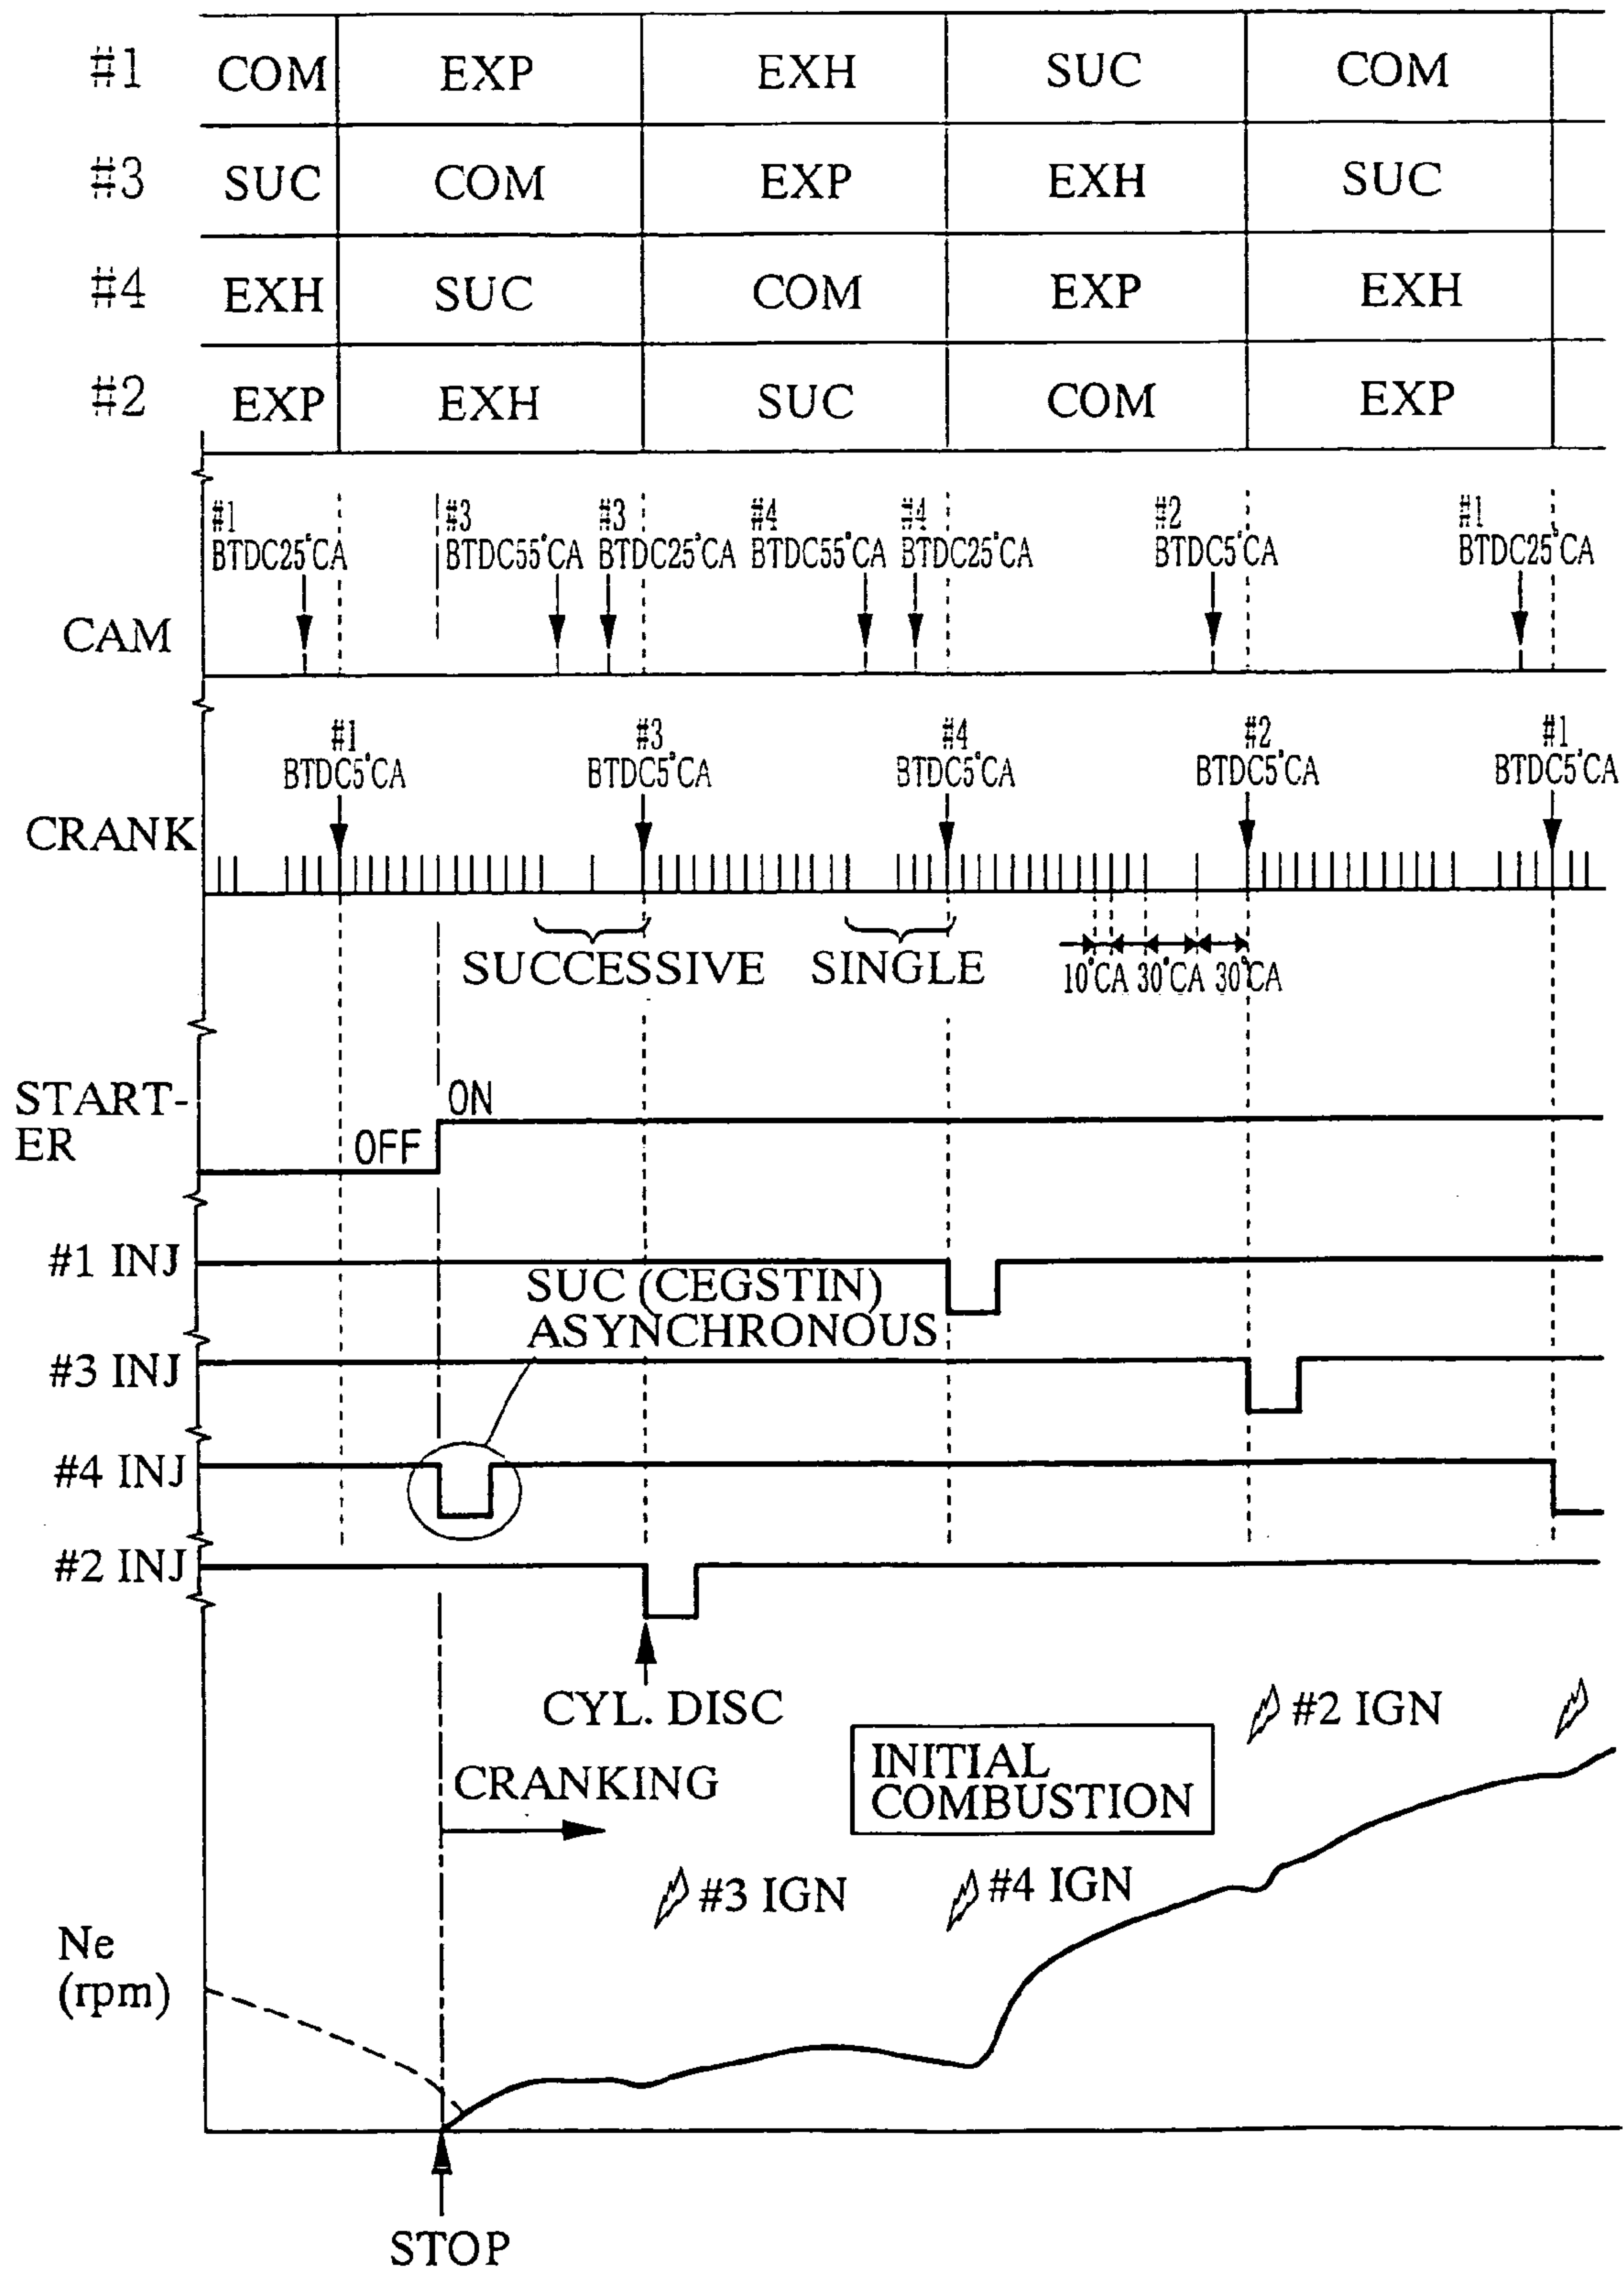 #1 COM EXP EXH SUC COM
#3 SUC COM EXP EXH SUC
#4 EXH SUC COM EXP EXH
#2 EXP EXH SUC COM EXP
#1 #3 #3 #4 #4 #2 #1
BTDC25°CA BTDC55°CA BTDC25°CA BTDC55°CA BTDC25°CA BTDC5°CA BTDC25°CA
CAM
#1 #3 #4 #2 #1
BTDC5°CA BTDC5°CA BTDC5°CA BTDC5°CA BTDC5°CA
CRANK
SUCCESSIVE SINGLE 10°CA 30°CA 30°CA
START-
ER
ON
OFF
#1 INJ
SUC (CEGSTIN)
ASYNCHRONOUS
#3 INJ
#4 INJ
#2 INJ
CYL. DISC
#2 IGN
INITIAL
COMBUSTION
CRANKING
#3 IGN
#4 IGN
Ne
(rpm)
STOP